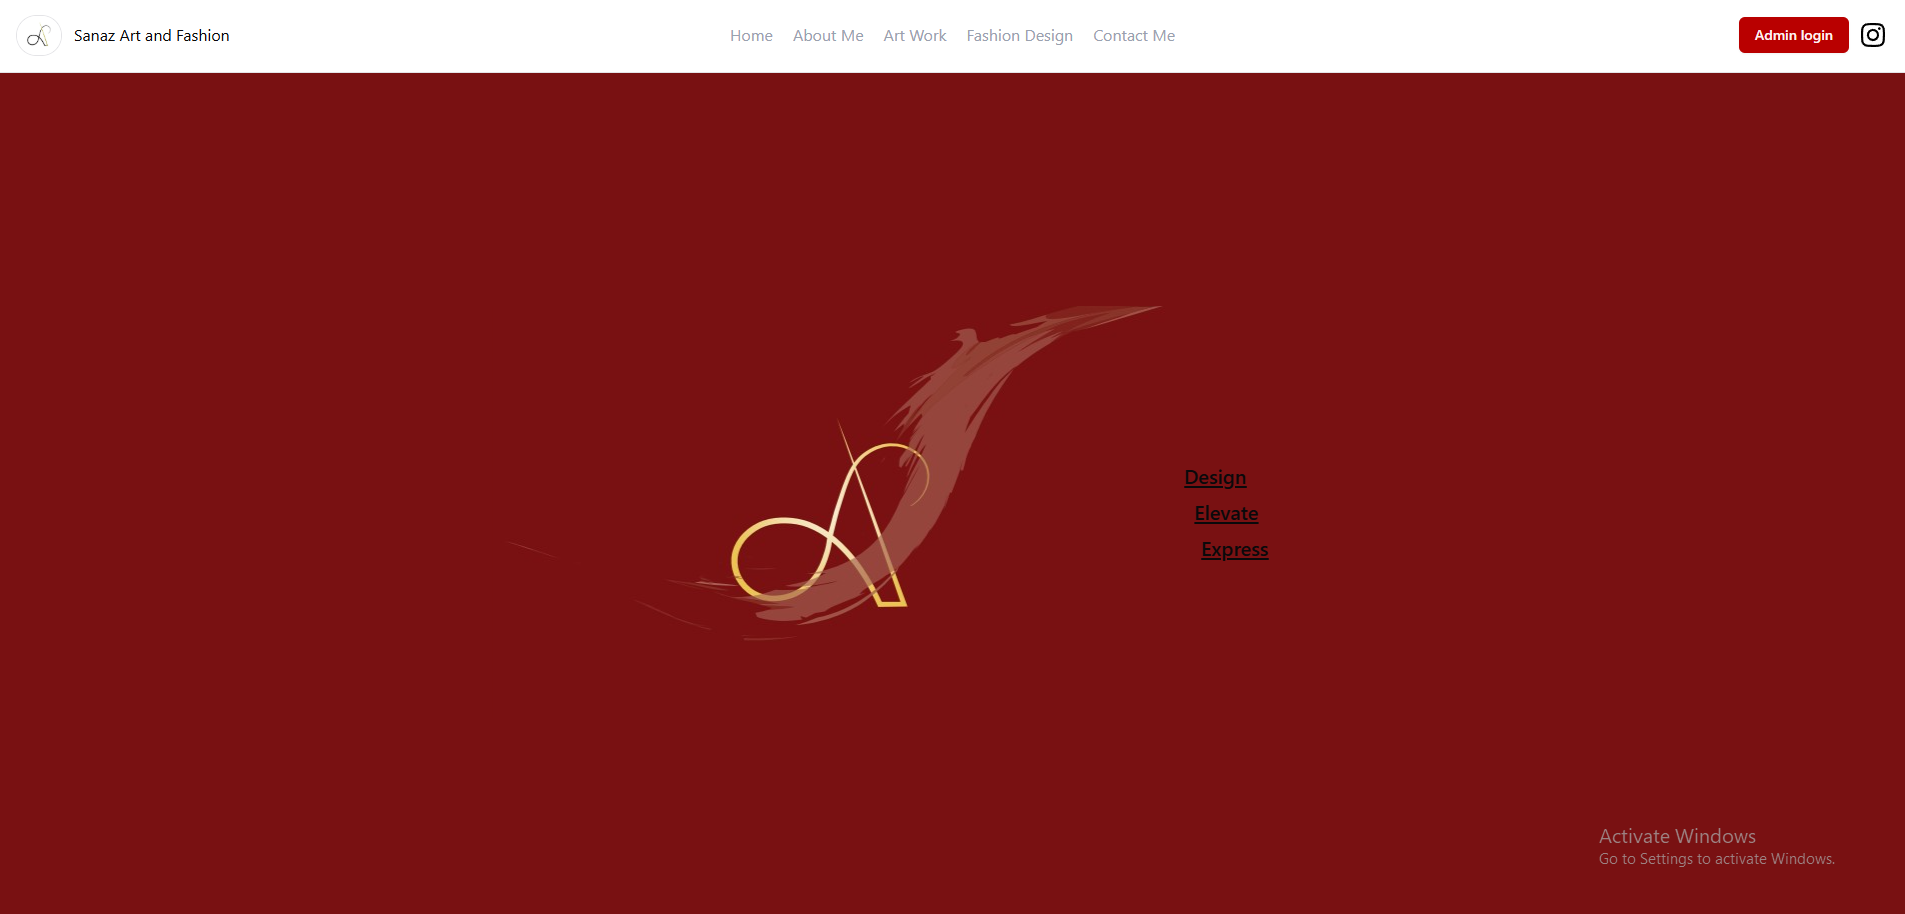 Sanaz Art and Fashion
Home About Me Art Work Fashion Design Contact Me
Admin login
Design
Elevate
Express
Activate Windows
Go to Settings to activate Windows.